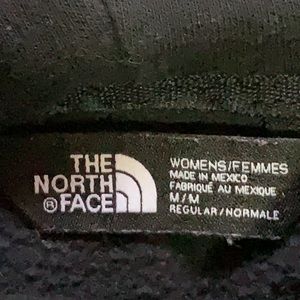 THE
NORTH
® FACE
WOMENS/FEMMES
MADE IN MEXICO
FABRIQUÉ AU MEXIQUE
M/M
REGULAR/NORMALE